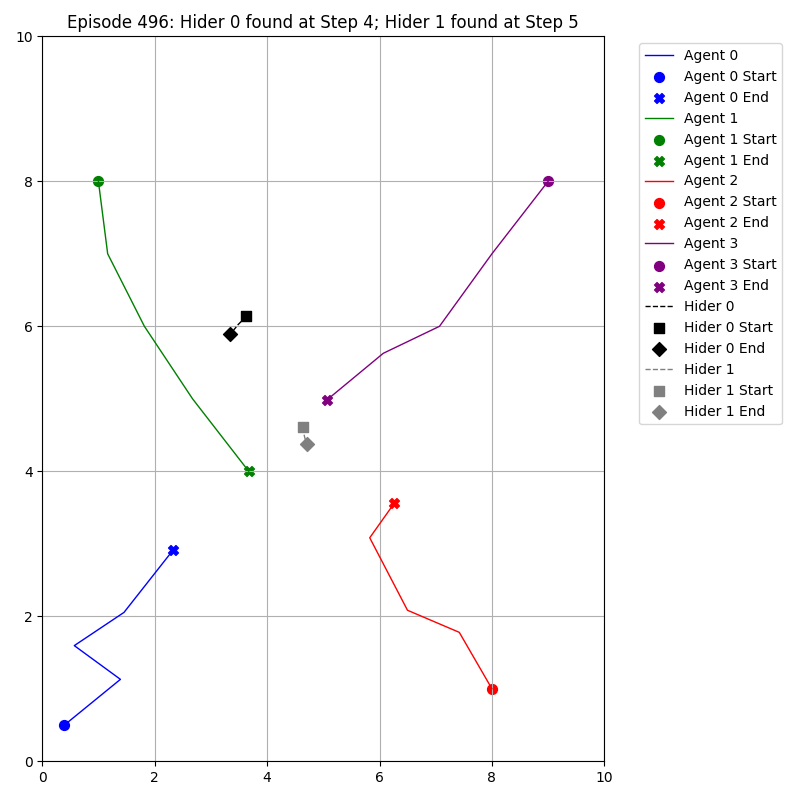 Episode 496: Hider 0 found at Step 4; Hider 1 found at Step 5
10
8
6
4
2
0
0 2 4 6 8 10
Agent 0
Agent 0 Start
Agent 0 End
Agent 1
Agent 1 Start
Agent 1 End
Agent 2
Agent 2 Start
Agent 2 End
Agent 3
Agent 3 Start
Agent 3 End
Hider 0
Hider 0 Start
Hider 0 End
Hider 1
Hider 1 Start
Hider 1 End